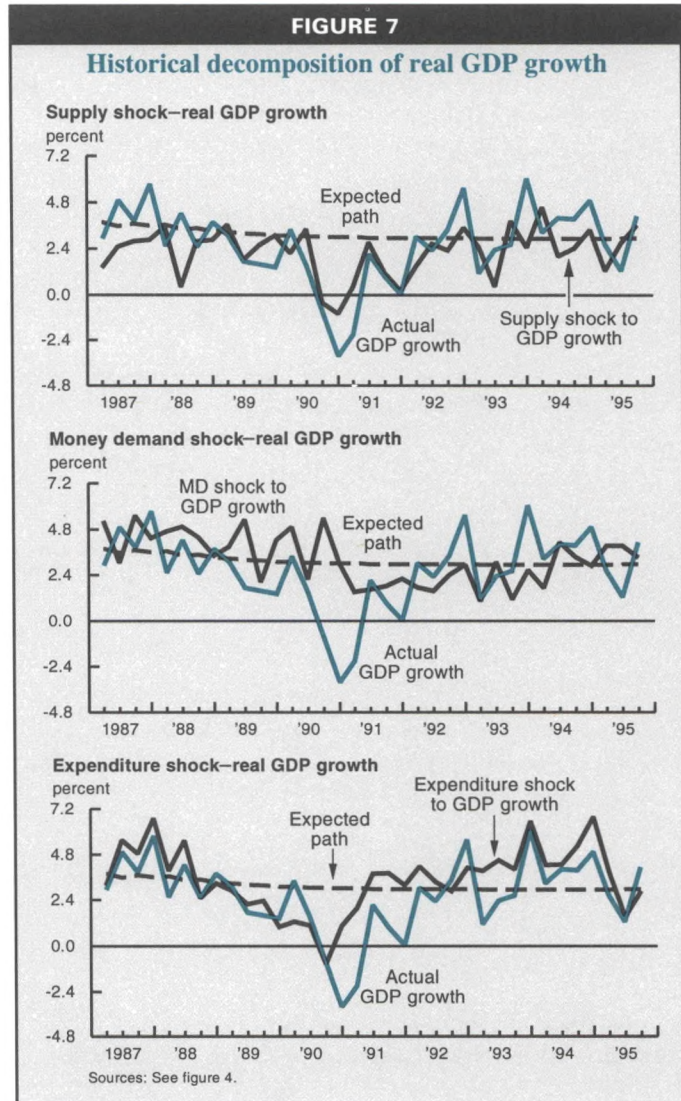 FIGURE 7
Historical decomposition of real GDP growth
Supply shock–real GDP growth
percent
7.2
4.8
2.4
0.0
-2.4
-4.8
Expected
path
Actual
GDP growth
Supply shock to
GDP growth
1987 '88 '89 '90 '91 '92 '93 '94 '95
Money demand shock–real GDP growth
percent
7.2
4.8
2.4
0.0
-2.4
-4.8
MD shock to
GDP growth
Expected
path
Actual
GDP growth
1987 '88 '89 '90 '91 '92 '93 '94 '95
Expenditure shock–real GDP growth
percent
7.2
4.8
2.4
0.0
-2.4
-4.8
Expected
path
Expenditure shock
to GDP growth
Actual
GDP growth
1987 '88 '89 '90 '91 '92 '93 '94 '95
Sources: See figure 4.